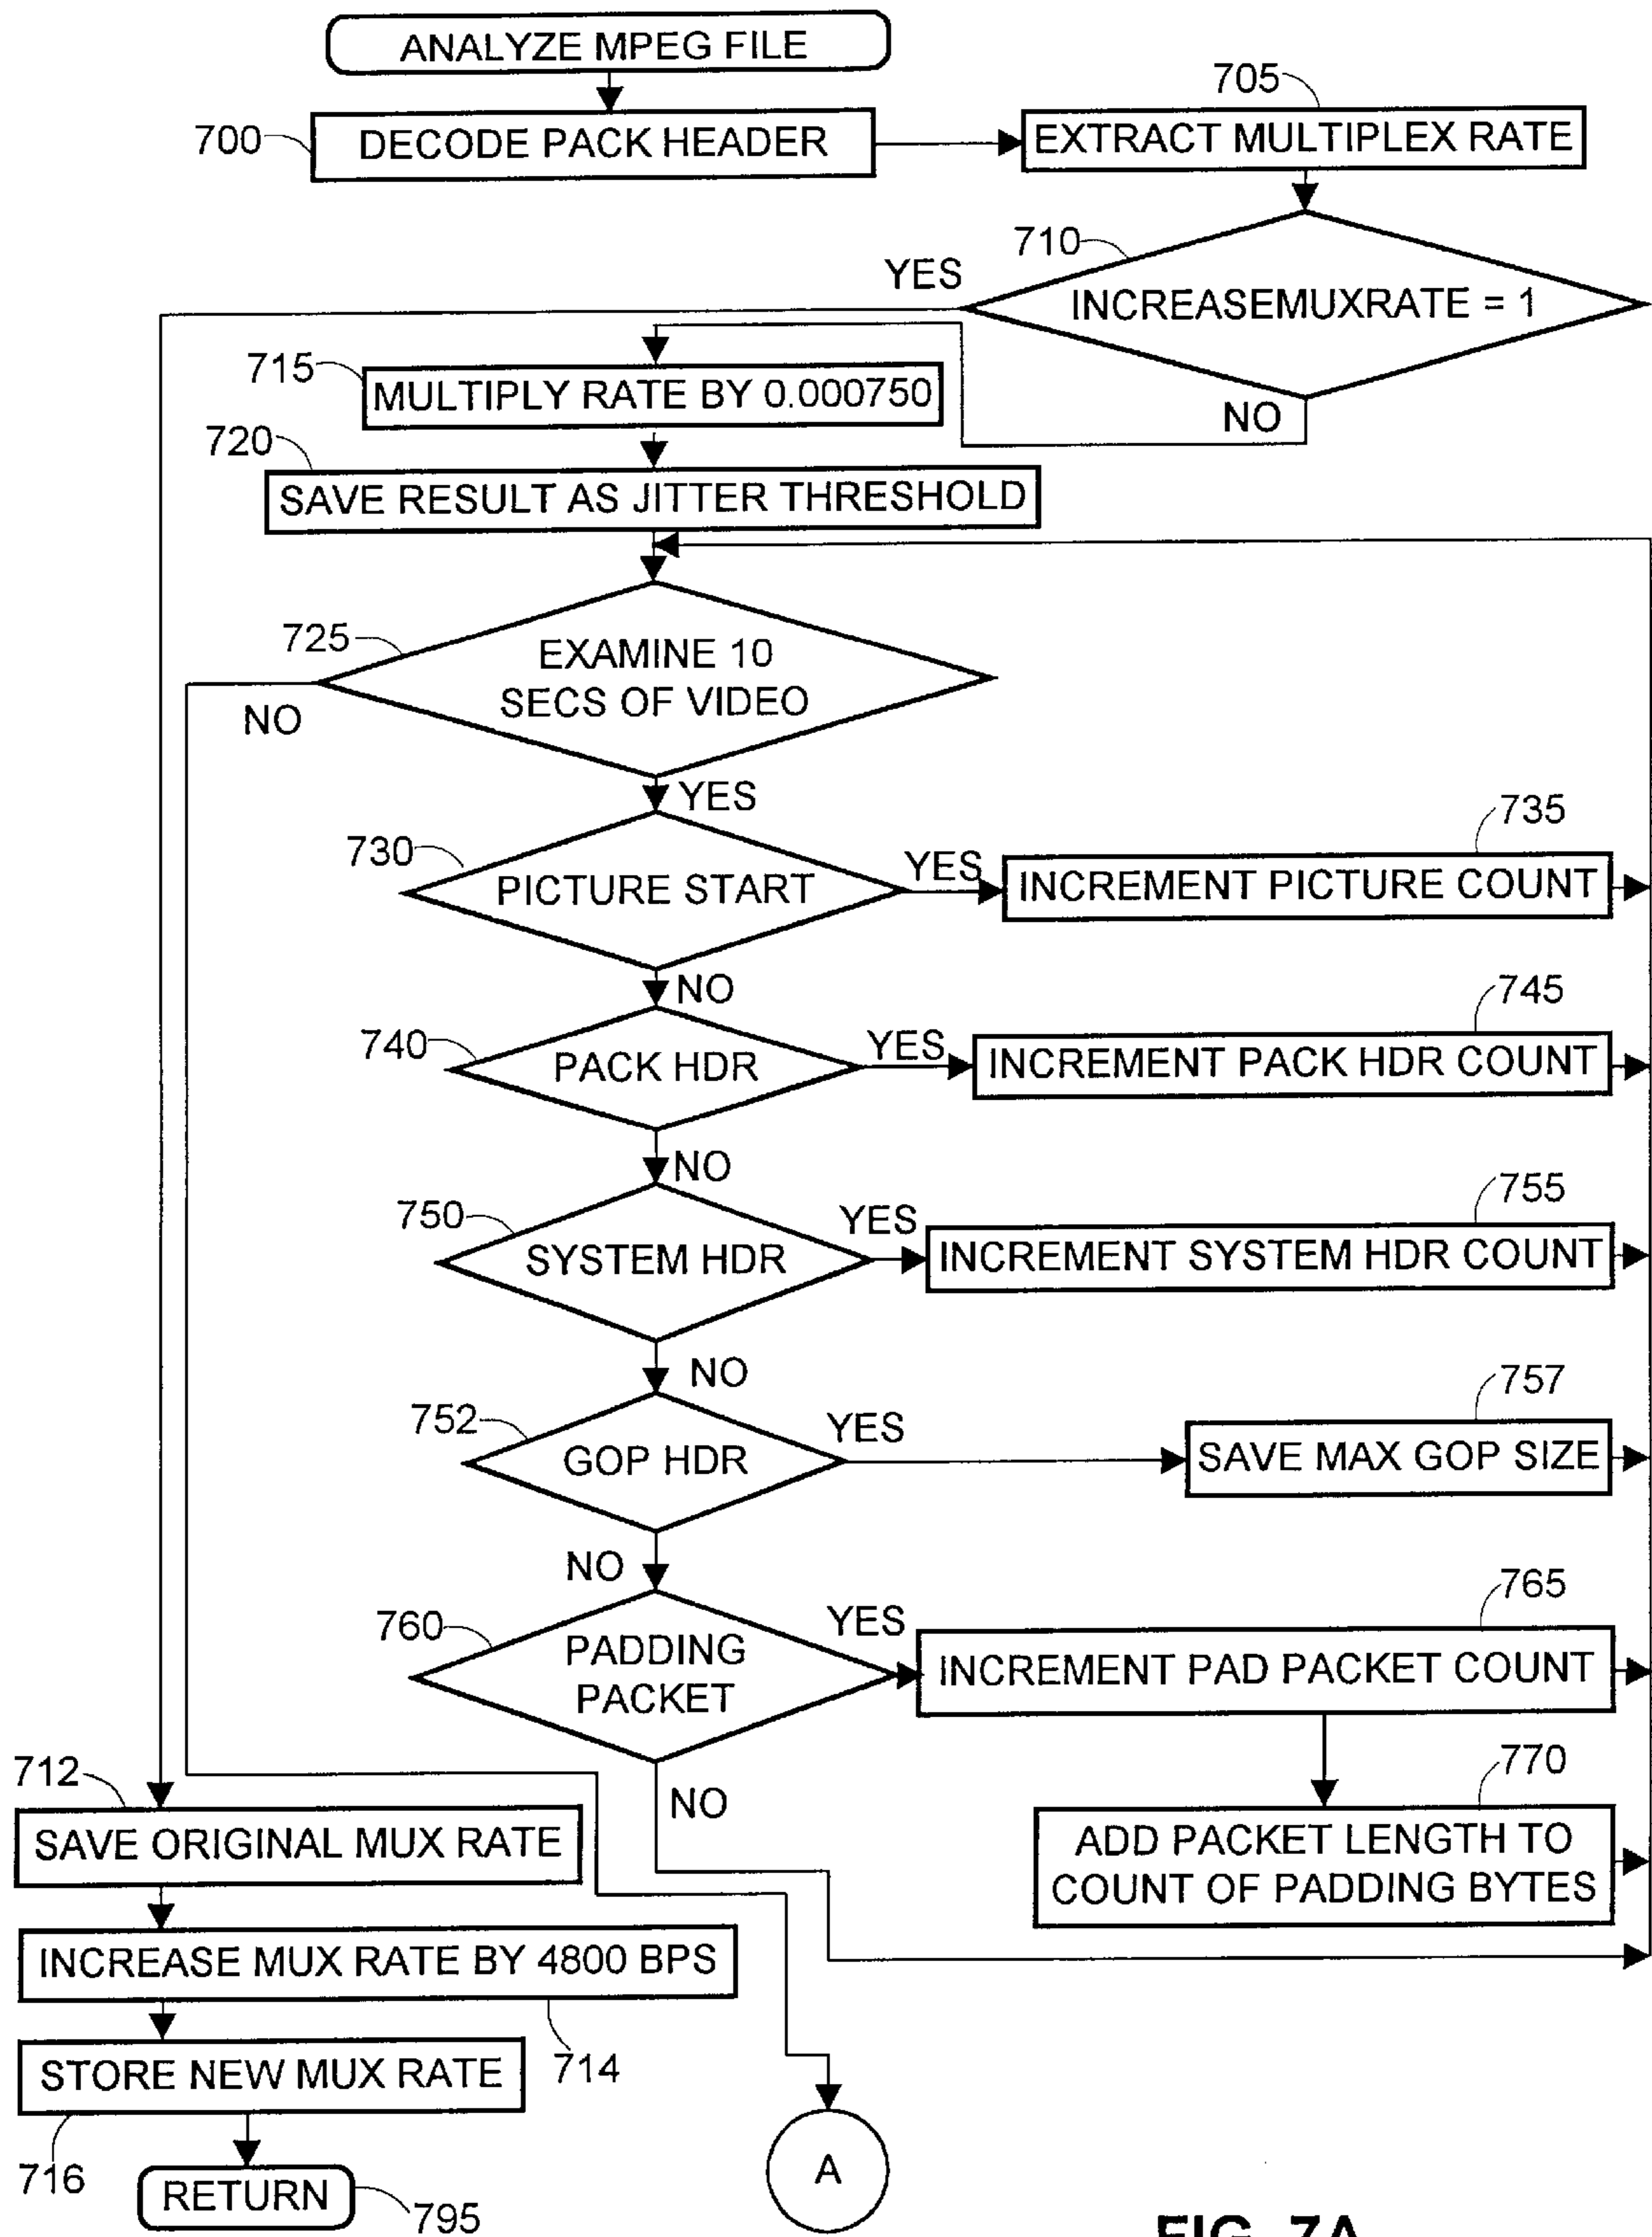 ANALYZE MPEG FILE
700
DECODE PACK HEADER
705
EXTRACT MULTIPLEX RATE
710
INCREASEMUXRATE = 1
YES
NO
715
MULTIPLY RATE BY 0.000750
720
SAVE RESULT AS JITTER THRESHOLD
725
EXAMINE 10
SECS OF VIDEO
NO
YES
730
PICTURE START
YES
735
INCREMENT PICTURE COUNT
NO
740
PACK HDR
YES
745
INCREMENT PACK HDR COUNT
NO
750
SYSTEM HDR
YES
755
INCREMENT SYSTEM HDR COUNT
NO
752
GOP HDR
YES
757
SAVE MAX GOP SIZE
NO
760
PADDING
PACKET
YES
765
INCREMENT PAD PACKET COUNT
NO
770
ADD PACKET LENGTH TO
COUNT OF PADDING BYTES
712
SAVE ORIGINAL MUX RATE
INCREASE MUX RATE BY 4800 BPS
714
STORE NEW MUX RATE
716
RETURN
795
A
FIG. 7A